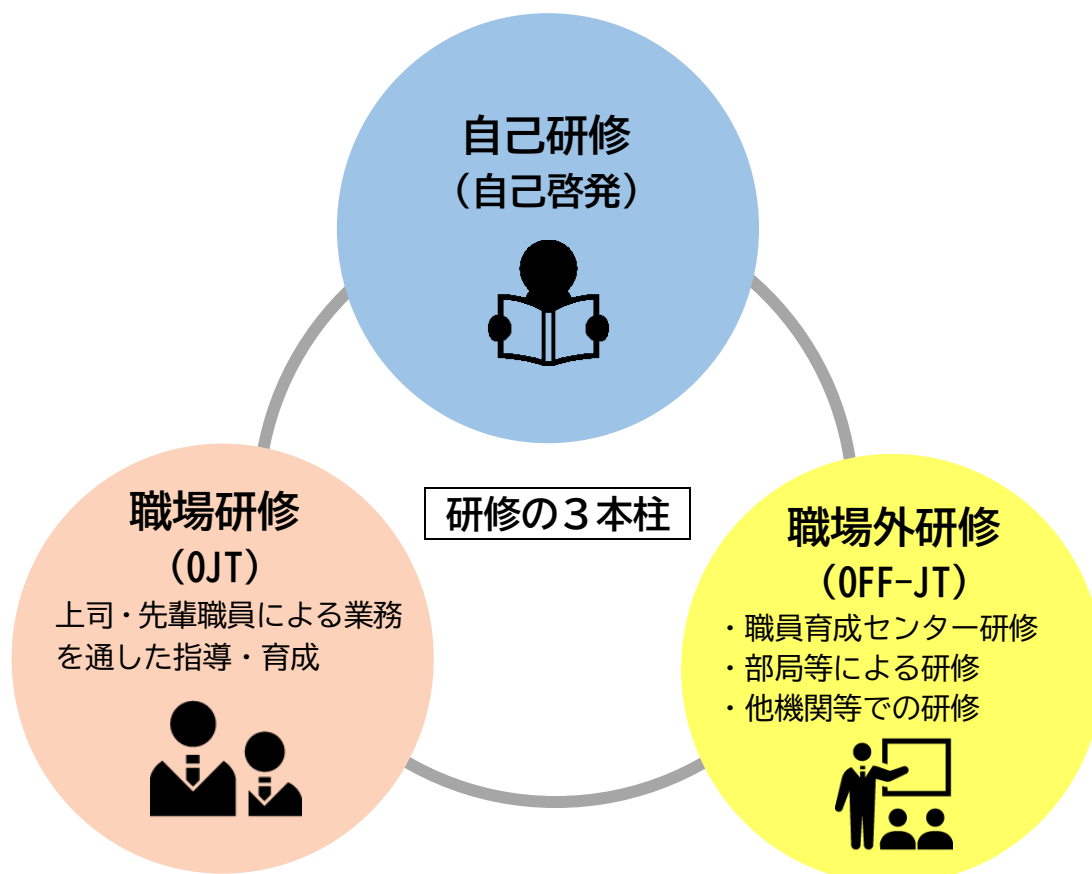 自己研修
（自己啓発）
研修の３本柱
職場研修
（OJT）
上司・先輩職員による業務
を通した指導・育成
職場外研修
（OFF-JT）
・職員育成センター研修
・部局等による研修
・他機関等での研修